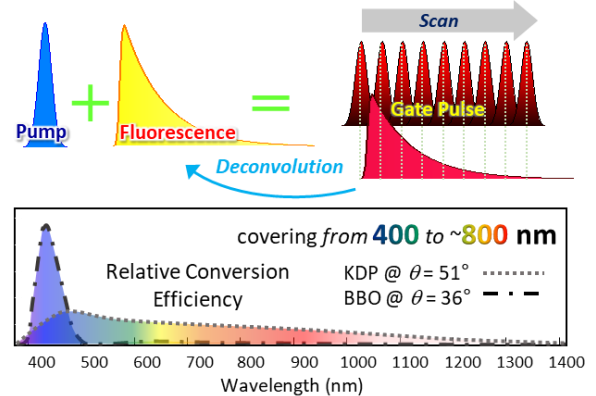 Scan
+
=
Gate Pulse
Pump
Fluorescence
Deconvolution
covering from 400 to ~800 nm
Relative Conversion
Efficiency
KDP @ θ = 51°
BBO @ θ = 36°
400 500 600 700 800 900 1000 1100 1200 1300 1400
Wavelength (nm)